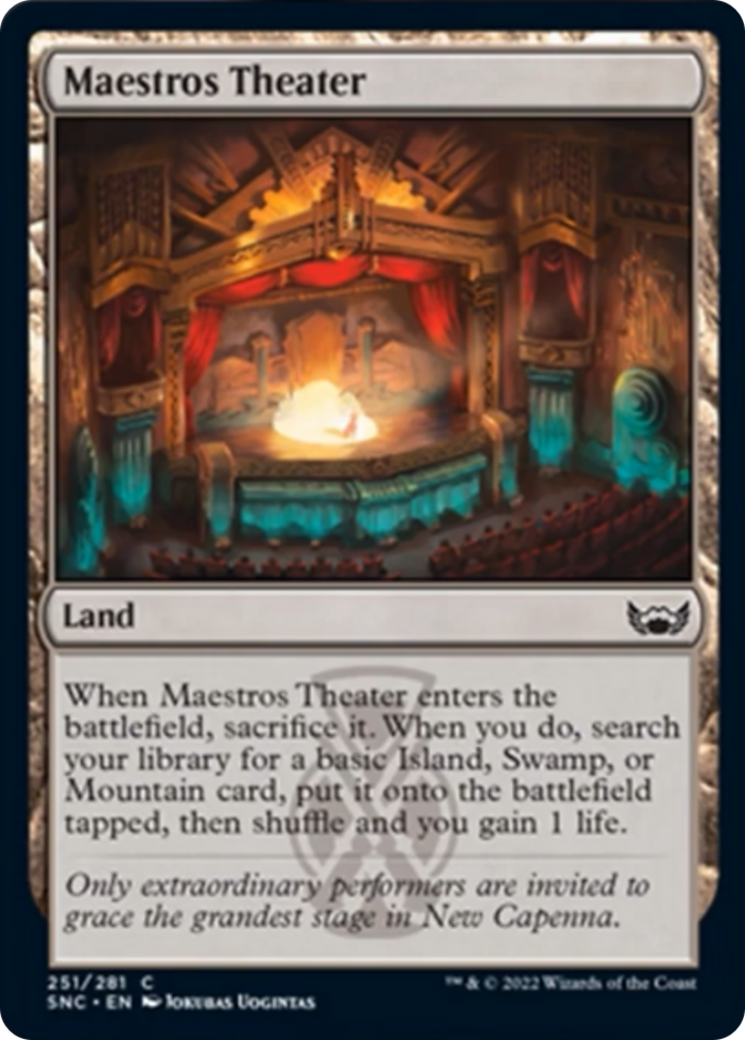 Maestros Theater
Land
When Maestros Theater enters the
battlefield, sacrifice it. When you do, search
your library for a basic Island, Swamp, or
Mountain card, put it onto the battlefield
tapped, then shuffle and you gain 1 life.
Only extraordinary performers are invited to
grace the grandest stage in New Capenna.
251/281 C
SNC • EN Jokubas Uogintas
™ & © 2022 Wizards of the Coast